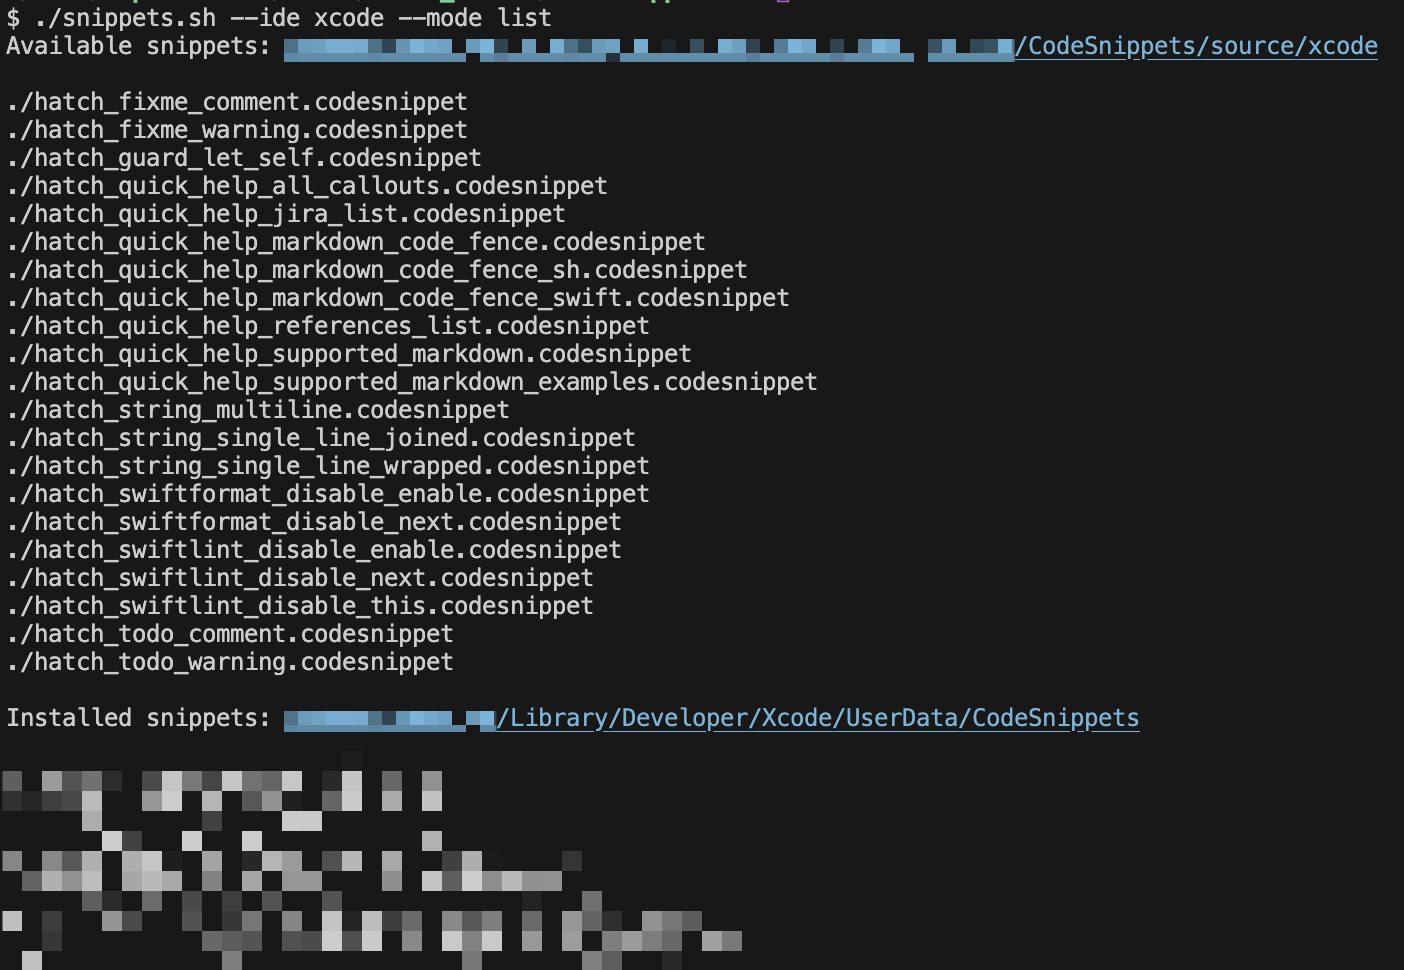 $ ./snippets.sh --ide xcode --mode list
Available snippets: /CodeSnippets/source/xcode
./hatch_fixme_comment.codesnippet
./hatch_fixme_warning.codesnippet
./hatch_guard_let_self.codesnippet
./hatch_quick_help_all_callouts.codesnippet
./hatch_quick_help_jira_list.codesnippet
./hatch_quick_help_markdown_code_fence.codesnippet
./hatch_quick_help_markdown_code_fence_sh.codesnippet
./hatch_quick_help_markdown_code_fence_swift.codesnippet
./hatch_quick_help_references_list.codesnippet
./hatch_quick_help_supported_markdown.codesnippet
./hatch_quick_help_supported_markdown_examples.codesnippet
./hatch_string_multiline.codesnippet
./hatch_string_single_line_joined.codesnippet
./hatch_string_single_line_wrapped.codesnippet
./hatch_swiftformat_disable_enable.codesnippet
./hatch_swiftformat_disable_next.codesnippet
./hatch_swiftlint_disable_enable.codesnippet
./hatch_swiftlint_disable_next.codesnippet
./hatch_swiftlint_disable_this.codesnippet
./hatch_todo_comment.codesnippet
./hatch_todo_warning.codesnippet
Installed snippets: /Library/Developer/Xcode/UserData/CodeSnippets